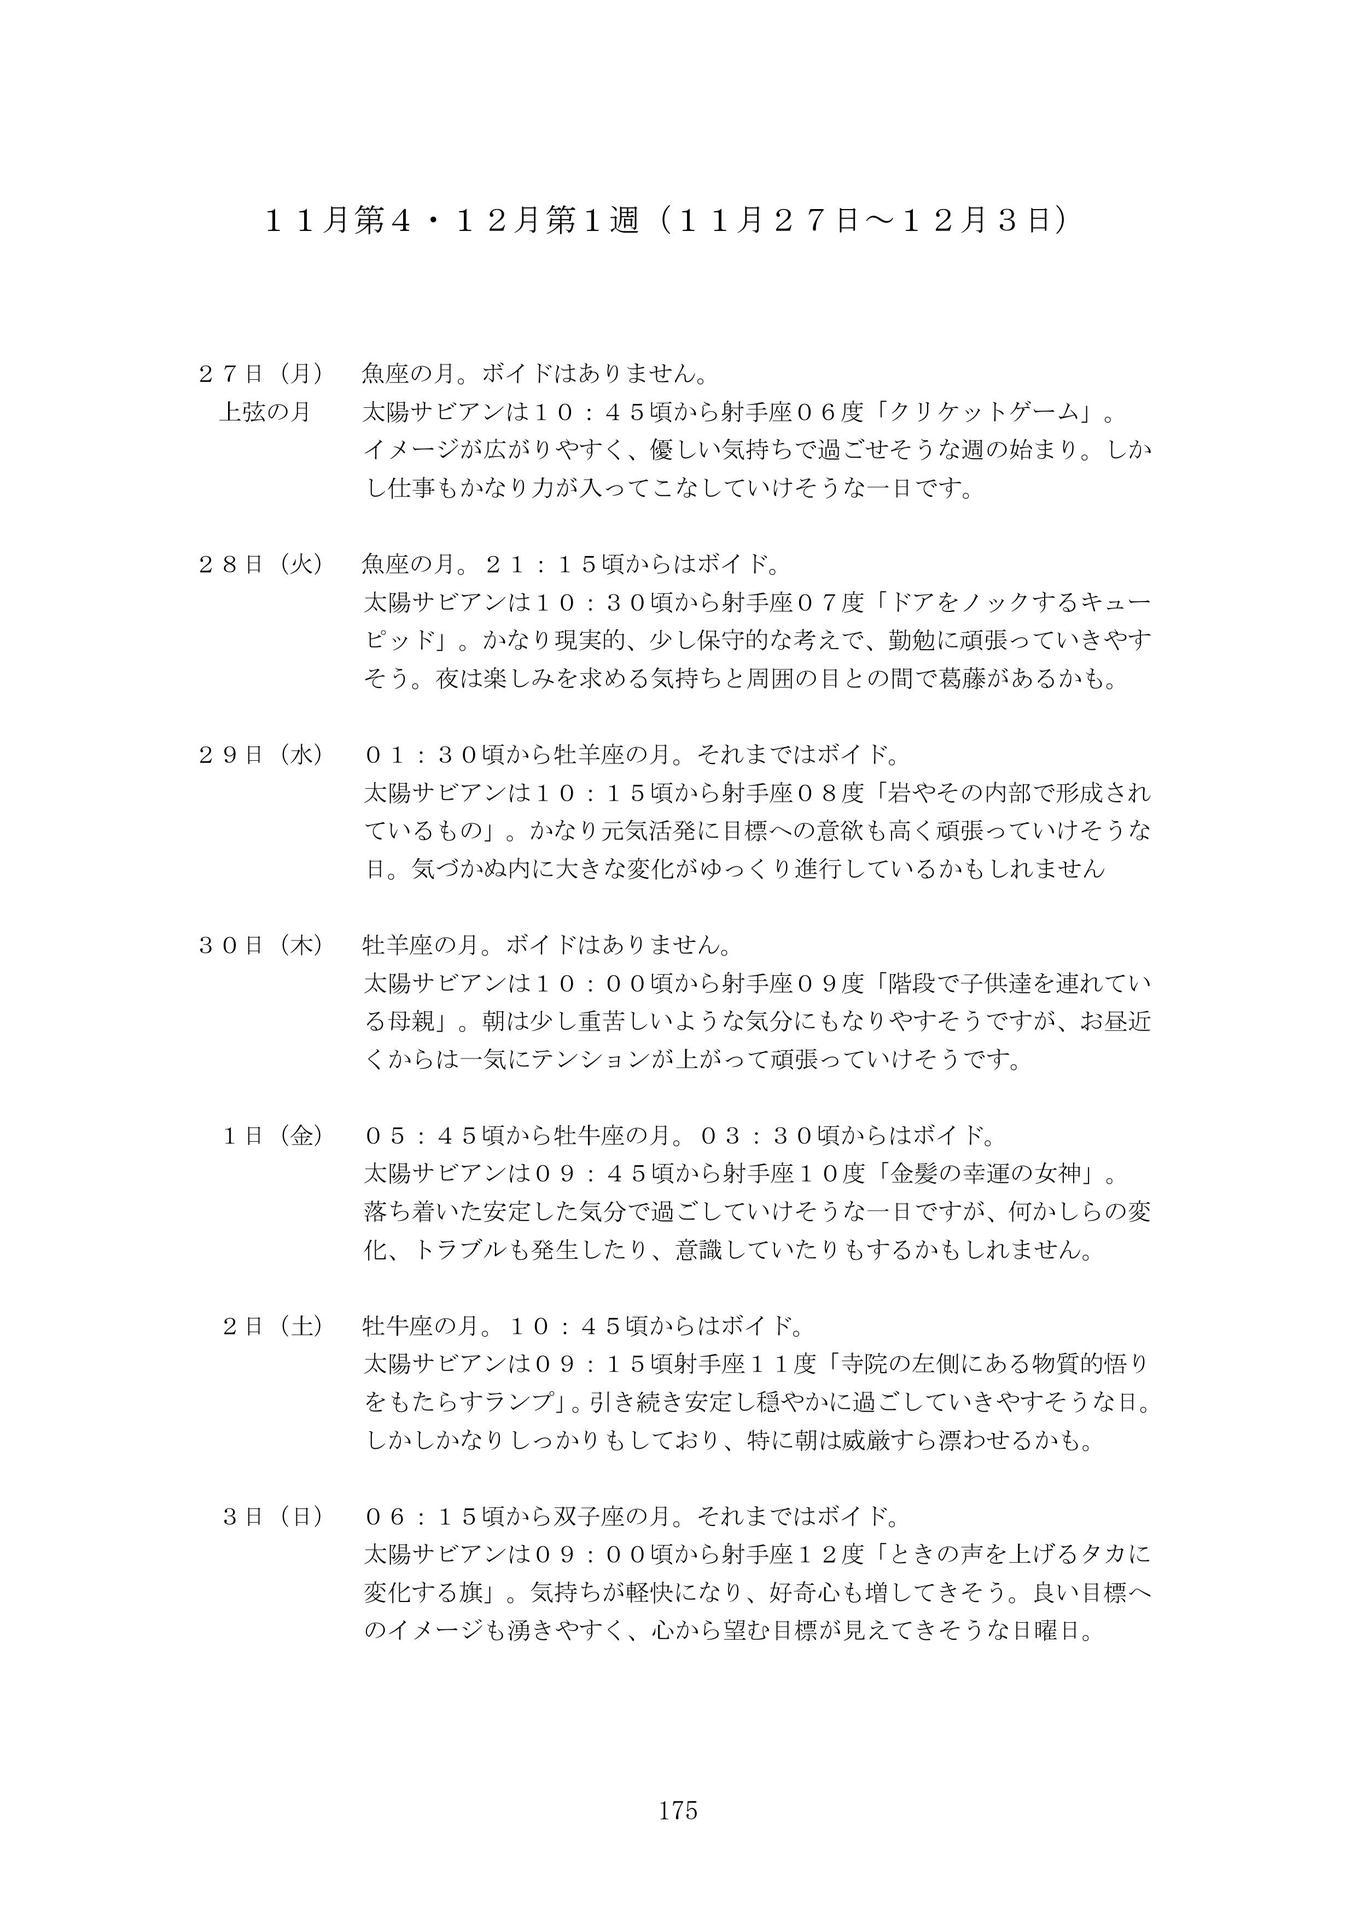 １１月第４・１２月第１週（１１月２７日～１２月３日）
２７日（月）　魚座の月。ボイドはありません。
上弦の月　太陽サビアンは１０：４５頃から射手座０６度「クリケットゲーム」。
イメージが広がりやすく、優しい気持ちで過ごせそうな週の始まり。しか
し仕事もかなり力が入ってこなしていけそうな一日です。
２８日（火）　魚座の月。２１：１５頃からはボイド。
太陽サビアンは１０：３０頃から射手座０７度「ドアをノックするキュー
ピッド」。かなり現実的、少し保守的な考えで、勤勉に頑張っていきやす
そう。夜は楽しみを求める気持ちと周囲の目との間で葛藤があるかも。
２９日（水）　０１：３０頃から牡羊座の月。それまではボイド。
太陽サビアンは１０：１５頃から射手座０８度「岩やその内部で形成され
ているもの」。かなり元気活発に目標への意欲も高く頑張っていけそうな
日。気づかぬ内に大きな変化がゆっくり進行しているかもしれません
３０日（木）　牡羊座の月。ボイドはありません。
太陽サビアンは１０：００頃から射手座０９度「階段で子供達を連れてい
る母親」。朝は少し重苦しいような気分にもなりやすそうですが、お昼近
くからは一気にテンションが上がって頑張っていけそうです。
１日（金）　０５：４５頃から牡牛座の月。０３：３０頃からはボイド。
太陽サビアンは０９：４５頃から射手座１０度「金髪の幸運の女神」。
落ち着いた安定した気分で過ごしていけそうな一日ですが、何かしらの変
化、トラブルも発生したり、意識していたりもするかもしれません。
２日（土）　牡牛座の月。１０：４５頃からはボイド。
太陽サビアンは０９：１５頃射手座１１度「寺院の左側にある物質的悟り
をもたらすランプ」。引き続き安定し穏やかに過ごしていきやすそうな日。
しかしかなりしっかりもしており、特に朝は威厳すら漂わせるかも。
３日（日）　０６：１５頃から双子座の月。それまではボイド。
太陽サビアンは０９：００頃から射手座１２度「ときの声を上げるタカに
変化する旗」。気持ちが軽快になり、好奇心も増してきそう。良い目標へ
のイメージも湧きやすく、心から望む目標が見えてきそうな日曜日。
175